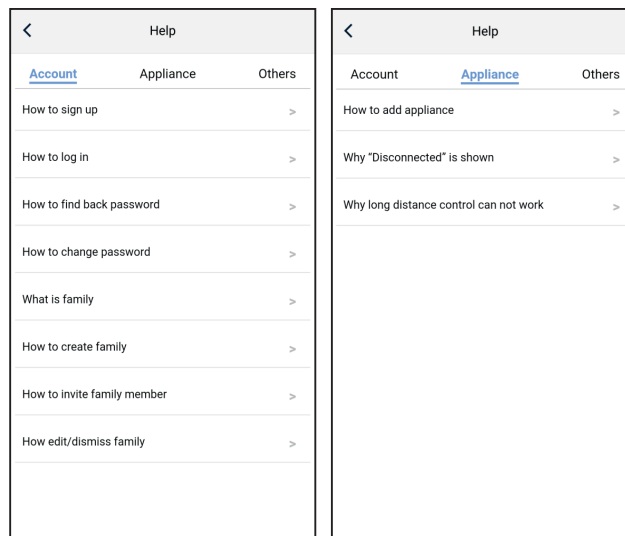 Help
Account Appliance Others
How to sign up >
How to log in >
How to find back password >
How to change password >
What is family >
How to create family >
How to invite family member >
How edit/dismiss family >
Help
Account Appliance Others
How to add appliance >
Why “Disconnected” is shown >
Why long distance control can not work >